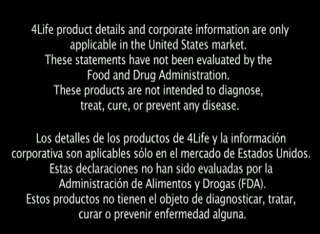 4Life product details and corporate information are only
applicable in the United States market.
These statements have not been evaluated by the
Food and Drug Administration.
These products are not intended to diagnose,
treat, cure, or prevent any disease.
Los detalles de los productos de 4Life y la información
corporativa son aplicables sólo en el mercado de Estados Unidos.
Estas declaraciones no han sido evaluadas por la
Administración de Alimentos y Drogas (FDA).
Estos productos no tienen el objeto de diagnosticar, tratar,
curar o prevenir enfermedad alguna.